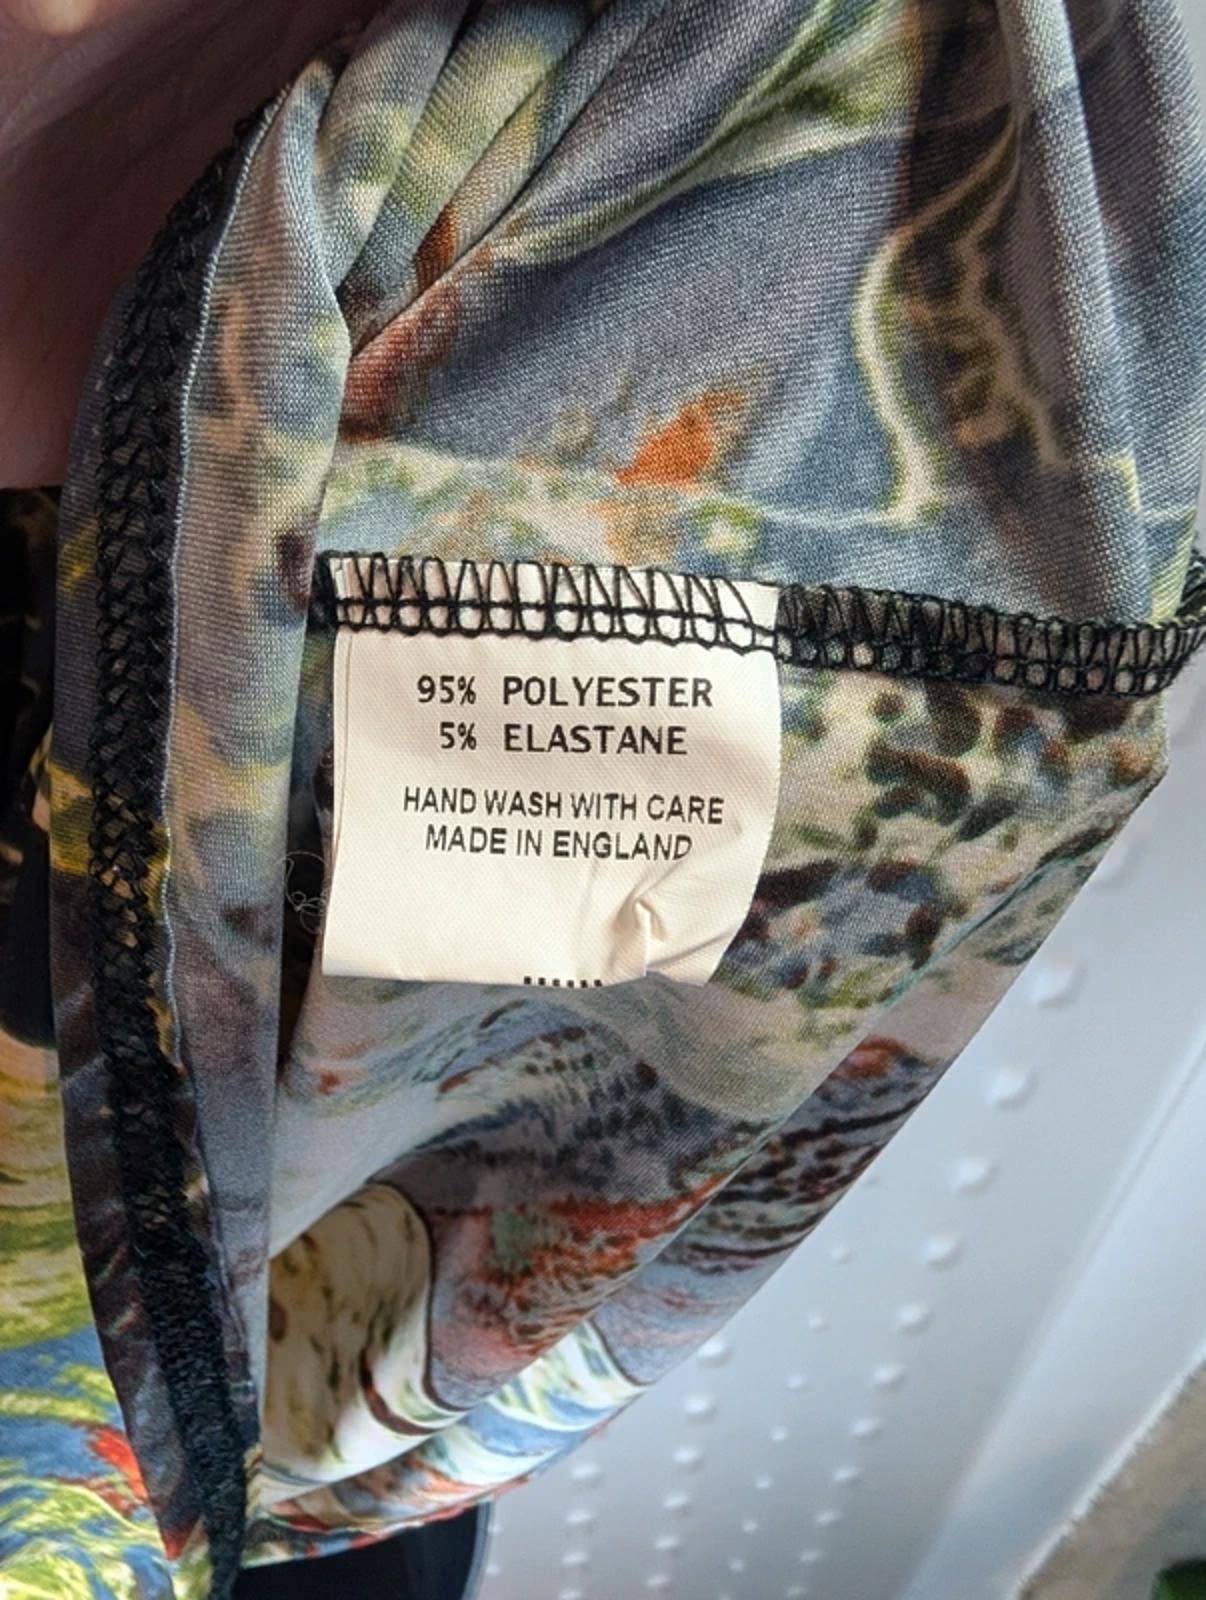 95% POLYESTER
5% ELASTANE
HAND WASH WITH CARE
MADE IN ENGLAND